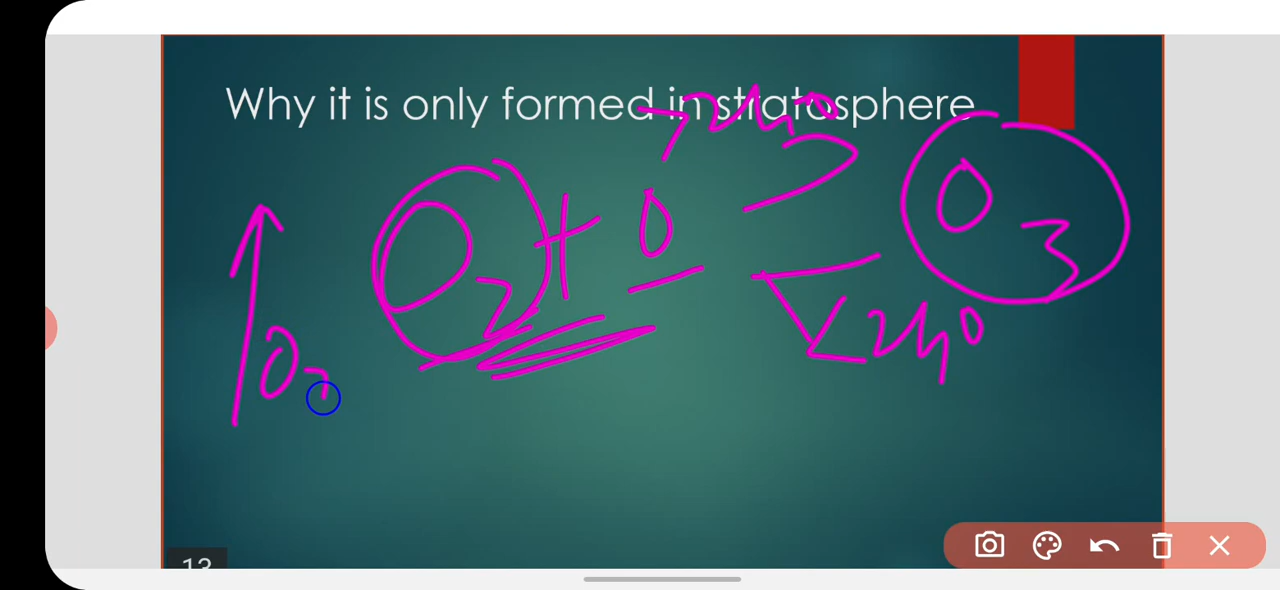 Why it is only formed in stratosphere
>240
O2 + O
O3
<240
O2
13